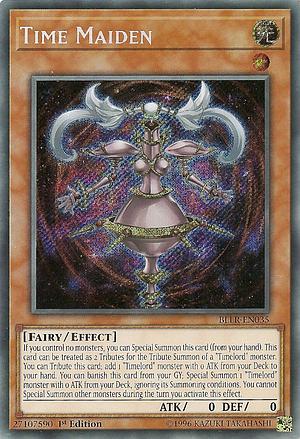 Time Maiden
BLLR-EN035
[FAIRY/EFFECT]
If you control no monsters, you can Special Summon this card (from your hand). This
card can be treated as 2 Tributes for the Tribute Summon of a "Timelord" monster.
You can Tribute this card; add 1 "Timelord" monster with 0 ATK from your Deck to
your hand. You can banish this card from your GY; Special Summon 1 "Timelord"
monster with 0 ATK from your Deck, ignoring its Summoning conditions. You cannot
Special Summon other monsters during the turn you activate this effect.
ATK/ 0 DEF/ 0
27107590 1st Edition ©1996 KAZUKI TAKAHASHI